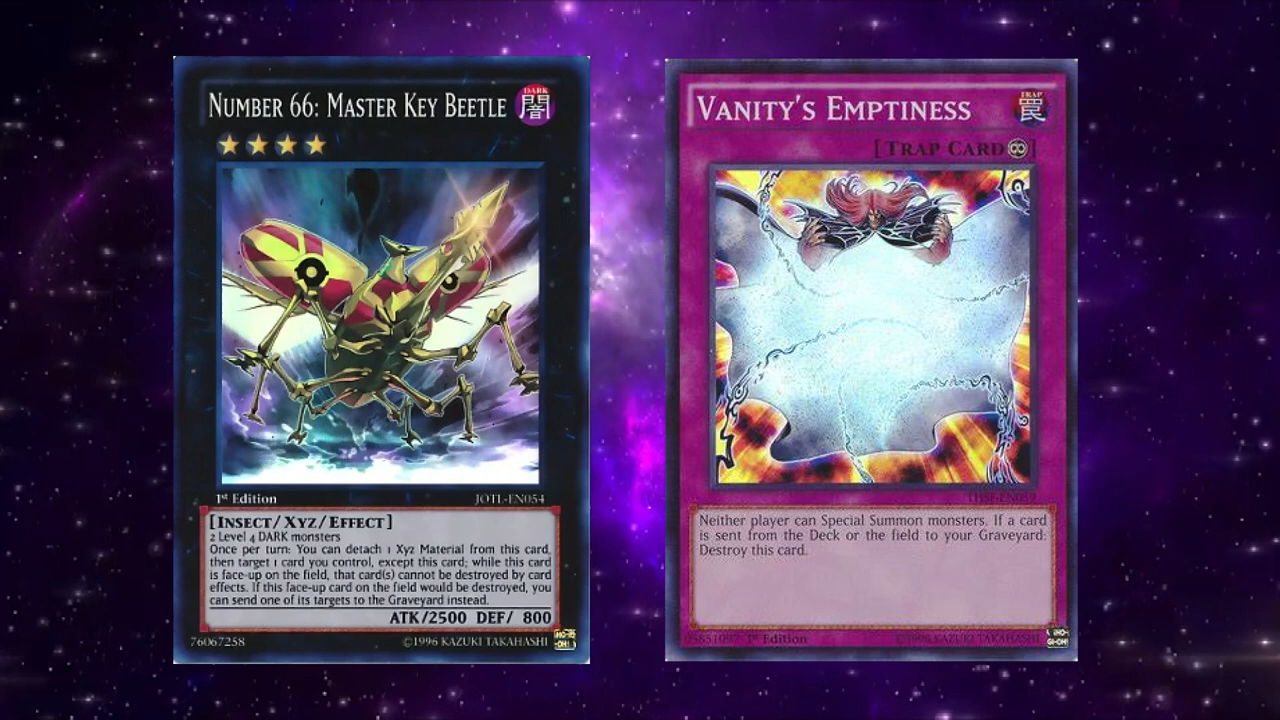 NUMBER 66: MASTER KEY BEETLE
DARK
闇
1st Edition
JOTL-EN054
[INSECT/XYZ/EFFECT]
2 Level 4 DARK monsters
Once per turn: You can detach 1 Xyz Material from this card,
then target 1 card you control, except this card; while this card
is face-up on the field, that card(s) cannot be destroyed by card
effects. If this face-up card on the field would be destroyed, you
can send one of its targets to the Graveyard instead.
ATK/2500 DEF/ 800
76067258
©1996 KAZUKI TAKAHASHI
VANITY'S EMPTINESS
TRAP
罠
[TRAP CARD]
THSF-EN059
Neither player can Special Summon monsters. If a card
is sent from the Deck or the field to your Graveyard:
Destroy this card.
1st Edition
©1996 KAZUKI TAKAHASHI